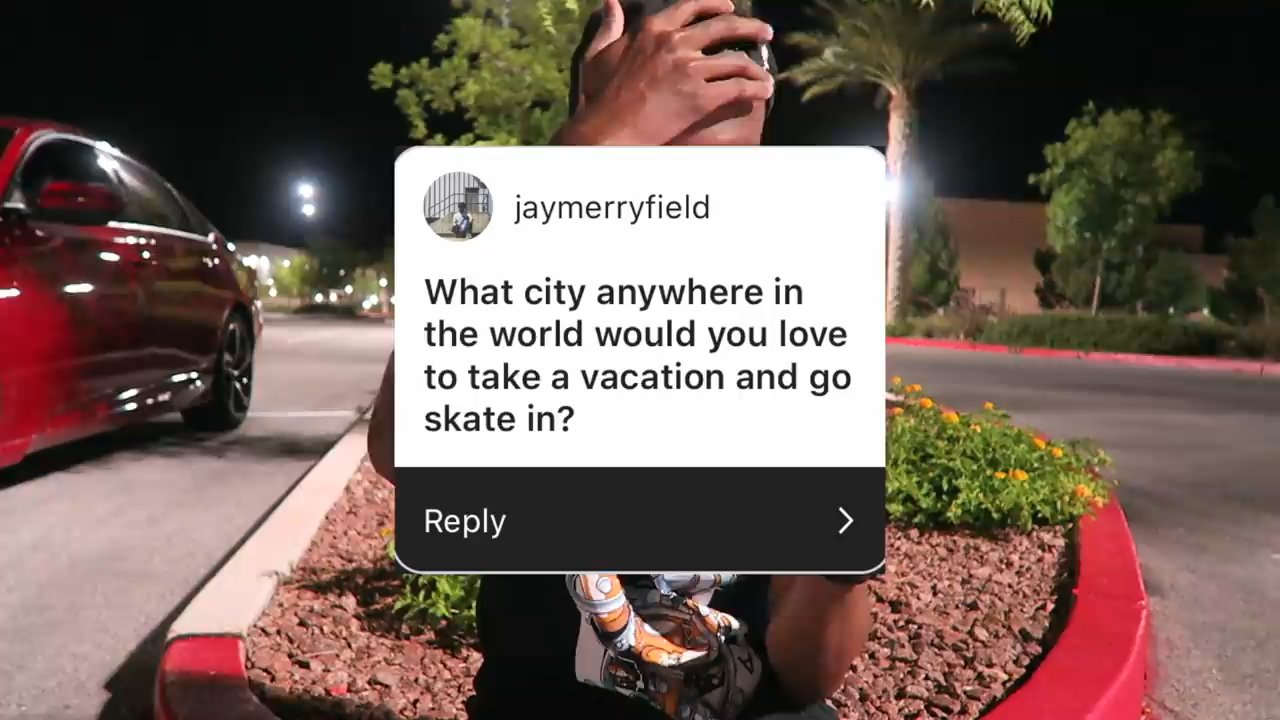 jaymerryfield
What city anywhere in
the world would you love
to take a vacation and go
skate in?
Reply